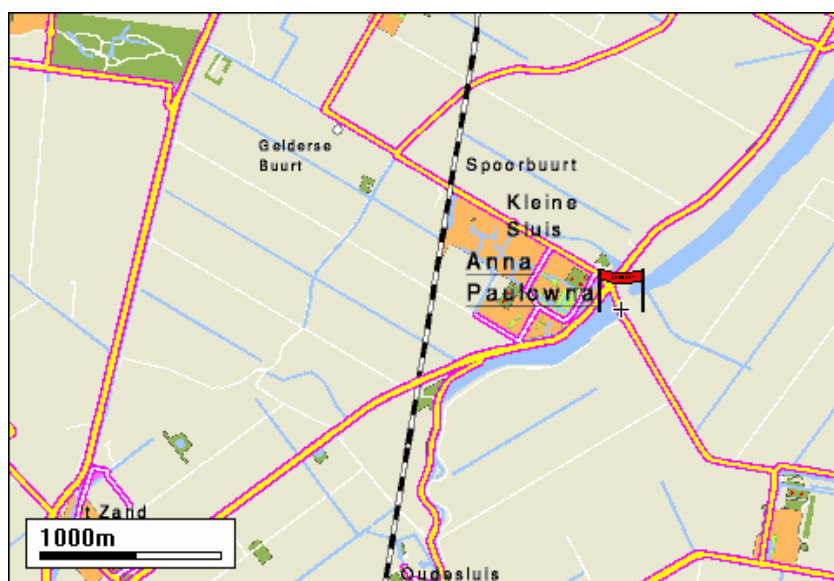 Gelderse
Buurt
Spoorbuurt
Kleine
Sluis
Anna
Paulowna
't Zand
1000m
Oudesluis